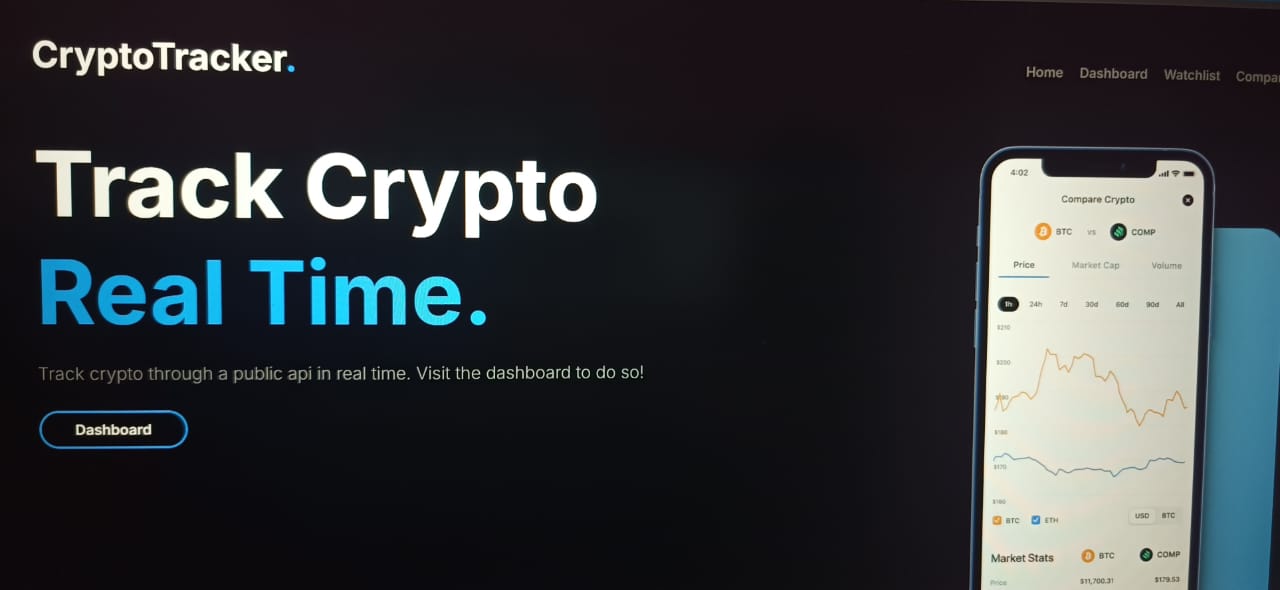 CryptoTracker.
Home Dashboard Watchlist
Track Crypto
Real Time.
Track crypto through a public api in real time. Visit the dashboard to do so!
Dashboard
4:02
Compare Crypto
BTC vs COMP
Price Market Cap Volume
1h 24h 7d 30d 60d 90d All
$210
$200
$190
$180
$170
$160
BTC ETH USD BTC
Market Stats BTC COMP
Price $11,700.31 $179.53